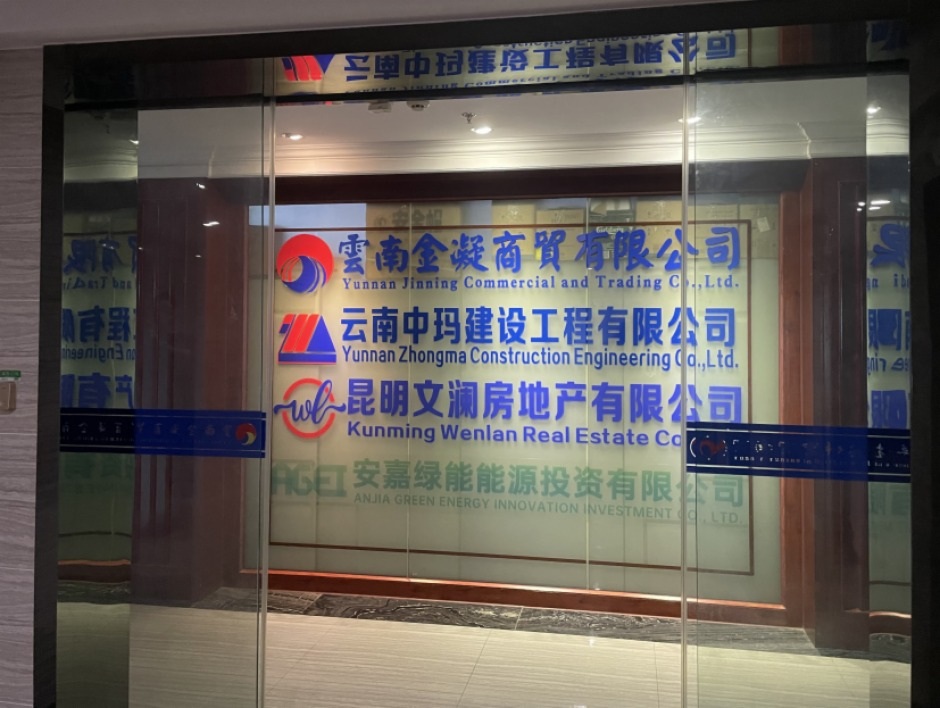 雲南金凝商貿有限公司
Yunnan Jinning Commercial and Trading Co.,Ltd.
云南中玛建设工程有限公司
Yunnan Zhongma Construction Engineering Co.,Ltd.
wb
昆明文澜房地产有限公司
Kunming Wenlan Real Estate Co
AGEI 安嘉绿能能源投资有限公司
ANJIA GREEN ENERGY INNOVATION INVESTMENT CO., LTD.